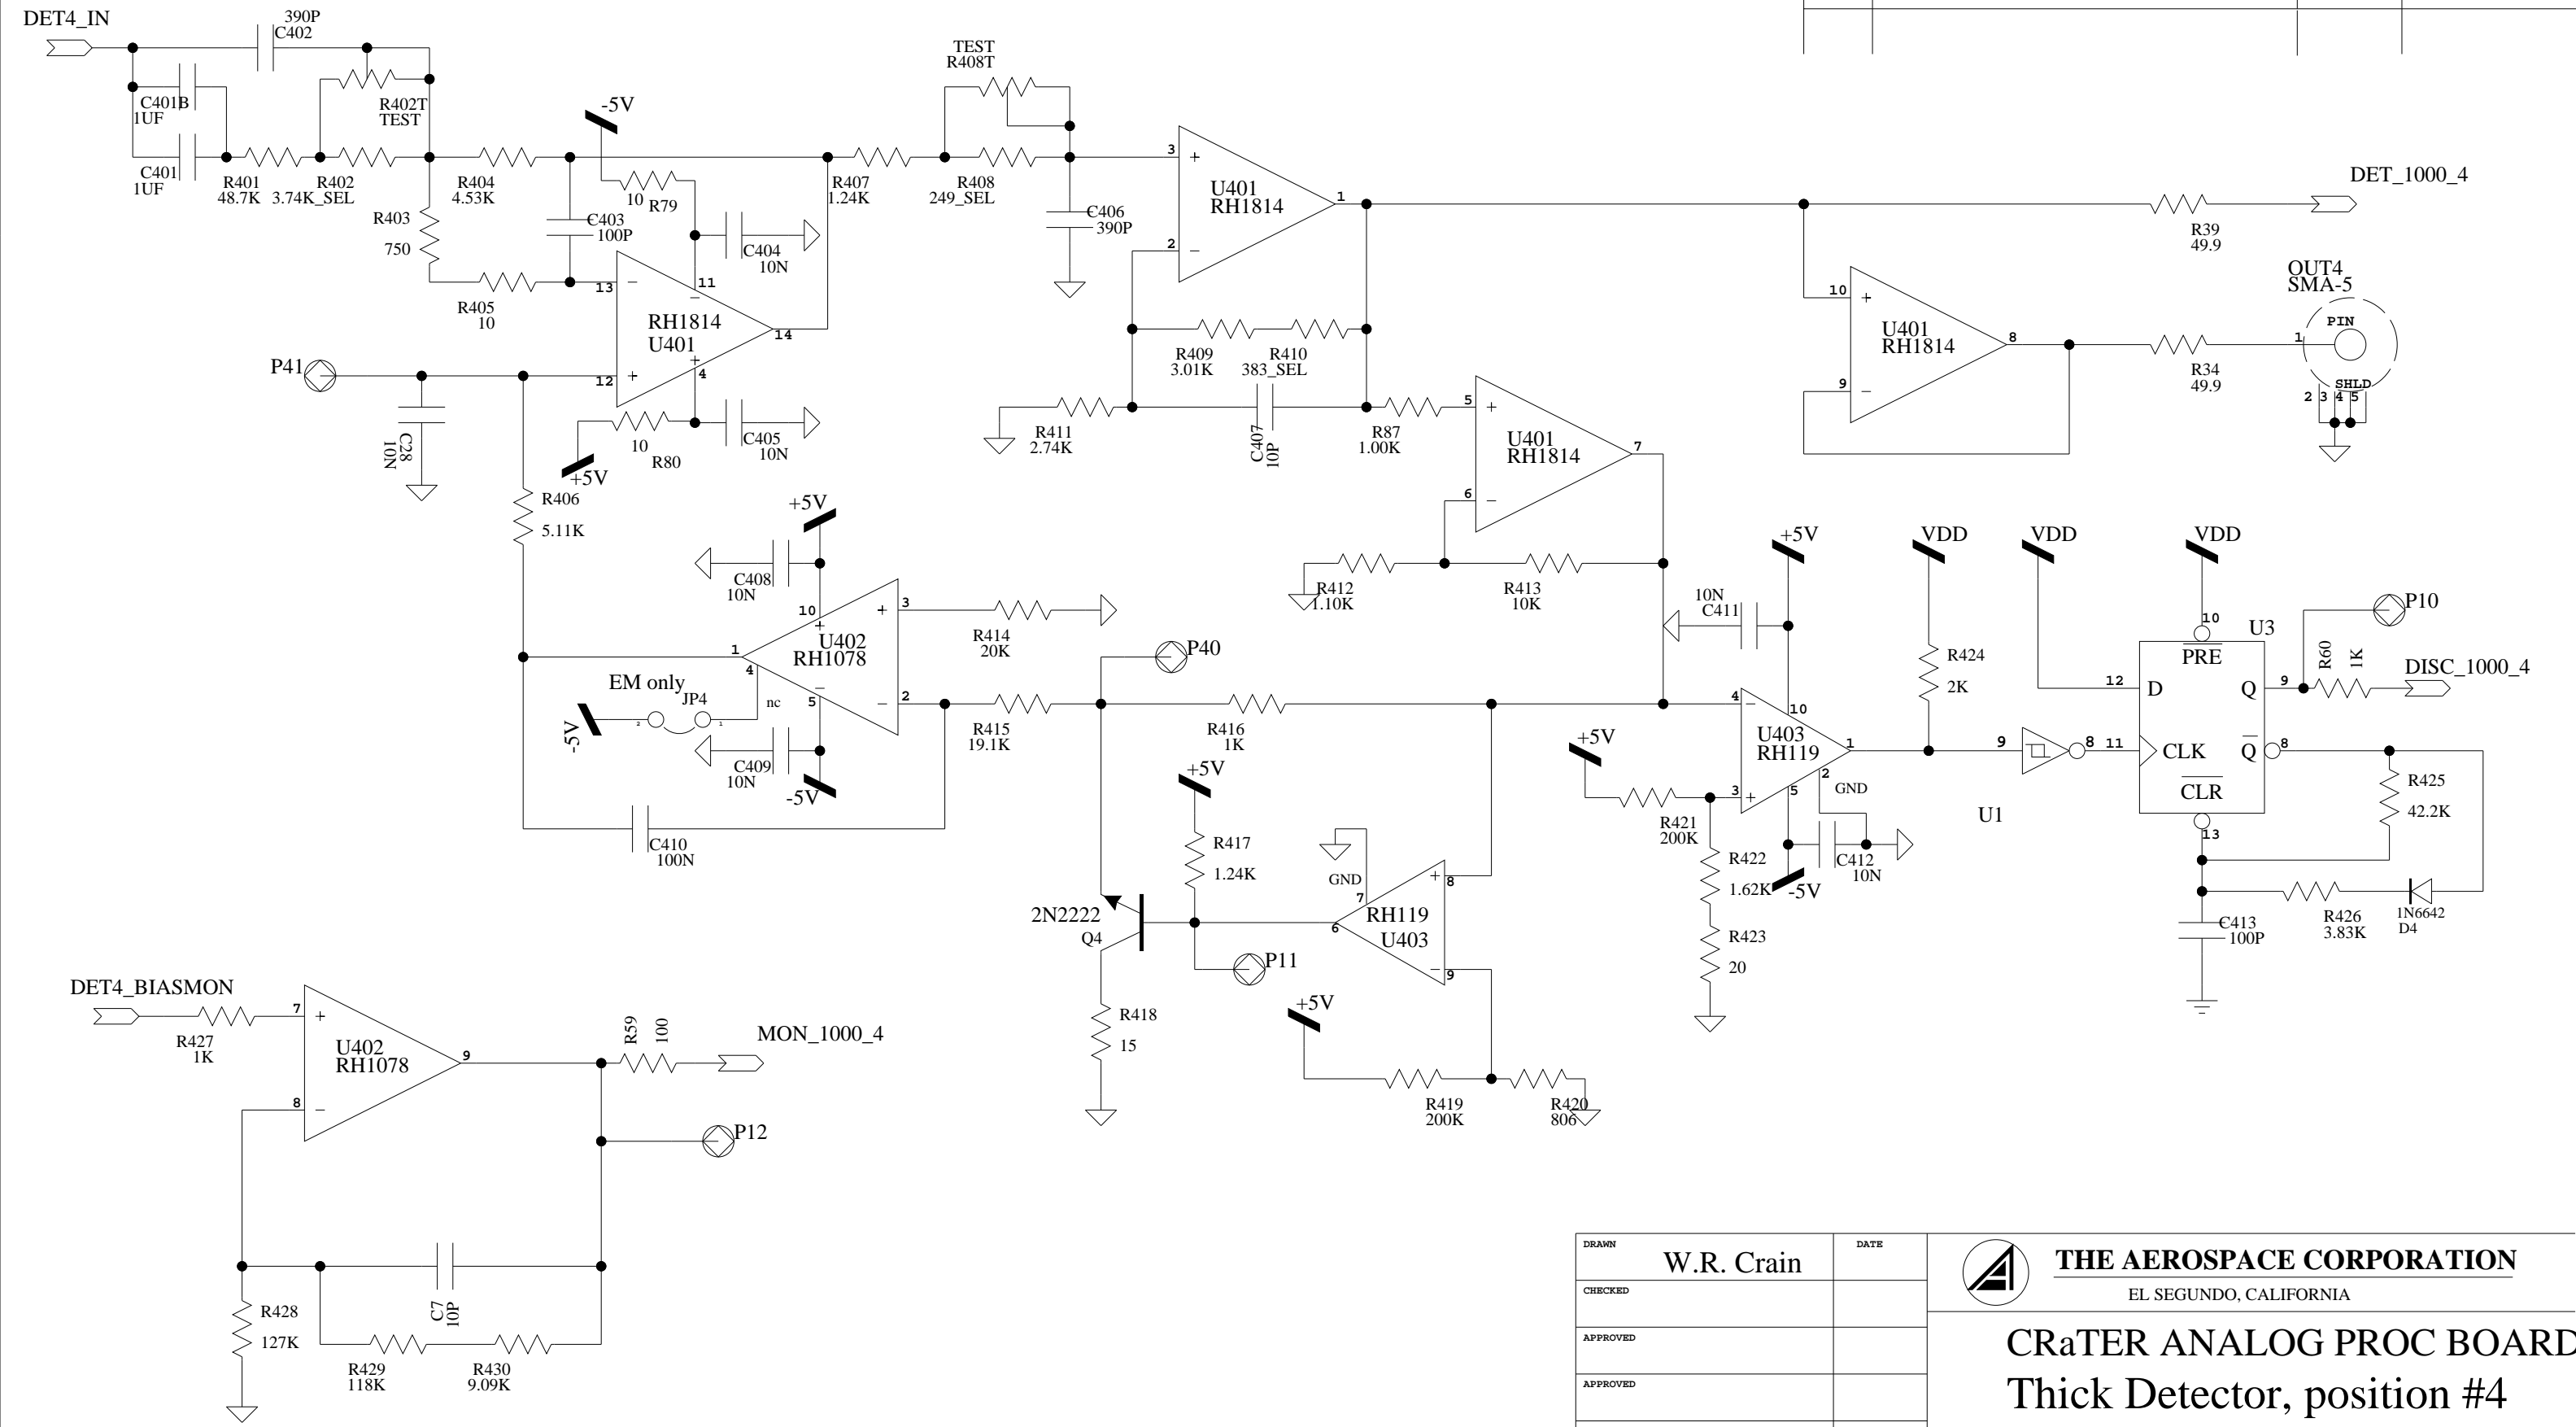 DET4_IN
390P
C402
C401B
1UF
R402T
TEST
C401
1UF
R401
48.7K
R402
3.74K_SEL
R404
4.53K
R403
750
R405
10
-5V
10
R79
C403
100P
C404
10N
13
11
12
4
14
RH1814
U401
P41
C28
10N
10
R80
+5V
C405
10N
R406
5.11K
R407
1.24K
TEST
R408T
R408
249_SEL
C406
390P
3
2
1
U401
RH1814
R409
3.01K
R410
383_SEL
R411
2.74K
C407
10P
R87
1.00K
5
6
7
U401
RH1814
R412
1.10K
R413
10K
10
9
8
U401
RH1814
DET_1000_4
R39
49.9
OUT4
SMA-5
PIN
1
SHLD
2 3 4 5
R34
49.9
+5V
C408
10N
10
3
U402
RH1078
1
4
5
2
R414
20K
EM only
JP4
2
1
nc
-5V
C409
10N
-5V
R415
19.1K
P40
R416
1K
C410
100N
+5V
R417
1.24K
2N2222
Q4
P11
R418
15
GND
7
8
RH119
U403
6
9
+5V
R419
200K
R420
806
10N
C411
+5V
4
10
U403
RH119
1
2
GND
3
5
+5V
R421
200K
R422
1.62K
R423
20
-5V
C412
10N
VDD
R424
2K
9
8
U1
VDD
VDD
10
PRE
U3
12
D
Q
9
11
CLK
Q
8
CLR
13
P10
R60
1K
DISC_1000_4
R425
42.2K
R426
3.83K
1N6642
D4
C413
100P
DET4_BIASMON
R427
1K
7
8
9
U402
RH1078
R59
100
MON_1000_4
P12
C7
10P
R428
127K
R429
118K
R430
9.09K
DRAWN
W.R. Crain
DATE
CHECKED
APPROVED
APPROVED
THE AEROSPACE CORPORATION
EL SEGUNDO, CALIFORNIA
CRaTER ANALOG PROC BOARD
Thick Detector, position #4